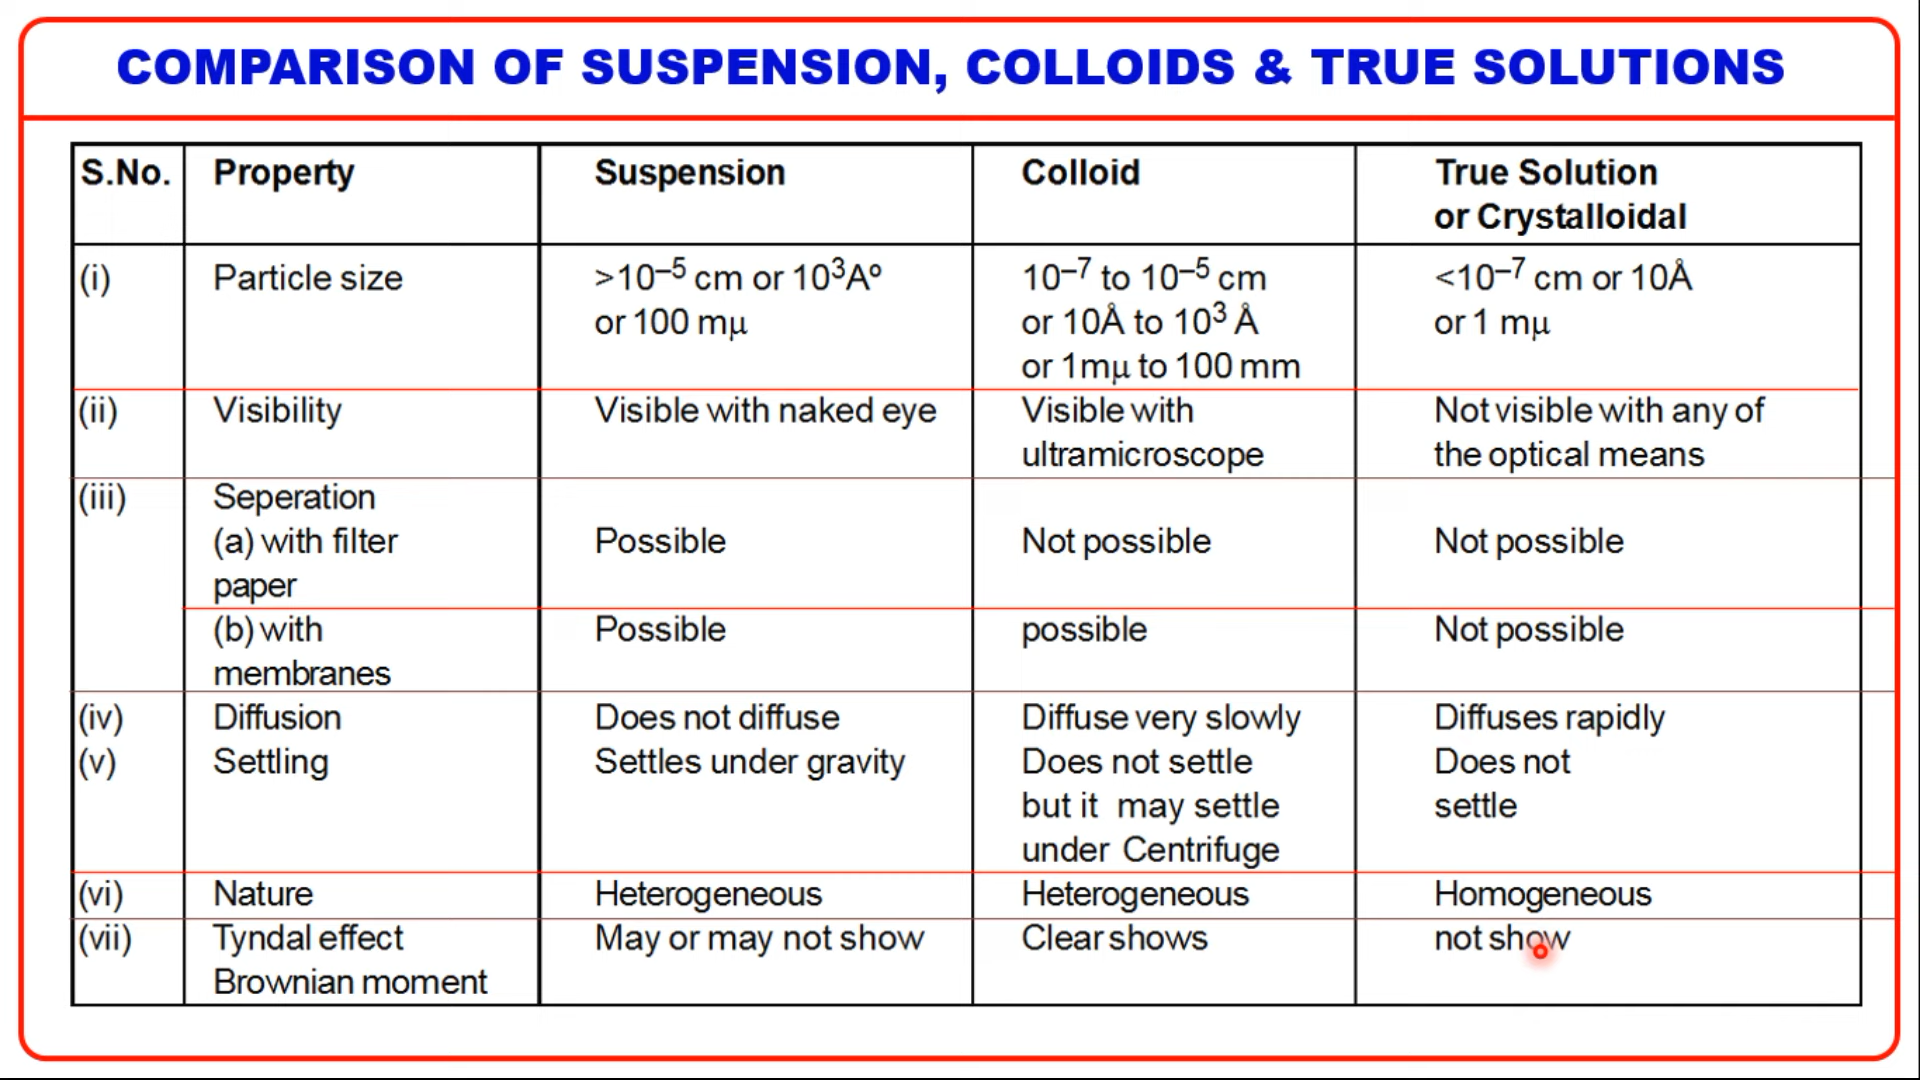 COMPARISON OF SUSPENSION, COLLOIDS & TRUE SOLUTIONS
S.No. Property Suspension Colloid True Solution
or Crystalloidal
(i) Particle size >10⁻⁵ cm or 10³Aº 10⁻⁷ to 10⁻⁵ cm <10⁻⁷ cm or 10Å
or 100 mμ or 10Å to 10³ Å or 1 mμ
or 1mμ to 100 mm
(ii) Visibility Visible with naked eye Visible with Not visible with any of
ultramicroscope the optical means
(iii) Seperation
(a) with filter Possible Not possible Not possible
paper
(b) with Possible possible Not possible
membranes
(iv) Diffusion Does not diffuse Diffuse very slowly Diffuses rapidly
(v) Settling Settles under gravity Does not settle Does not
but it may settle settle
under Centrifuge
(vi) Nature Heterogeneous Heterogeneous Homogeneous
(vii) Tyndal effect May or may not show Clear shows not show
Brownian moment